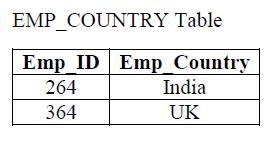 EMP_COUNTRY Table
Emp_ID Emp_Country
264 India
364 UK